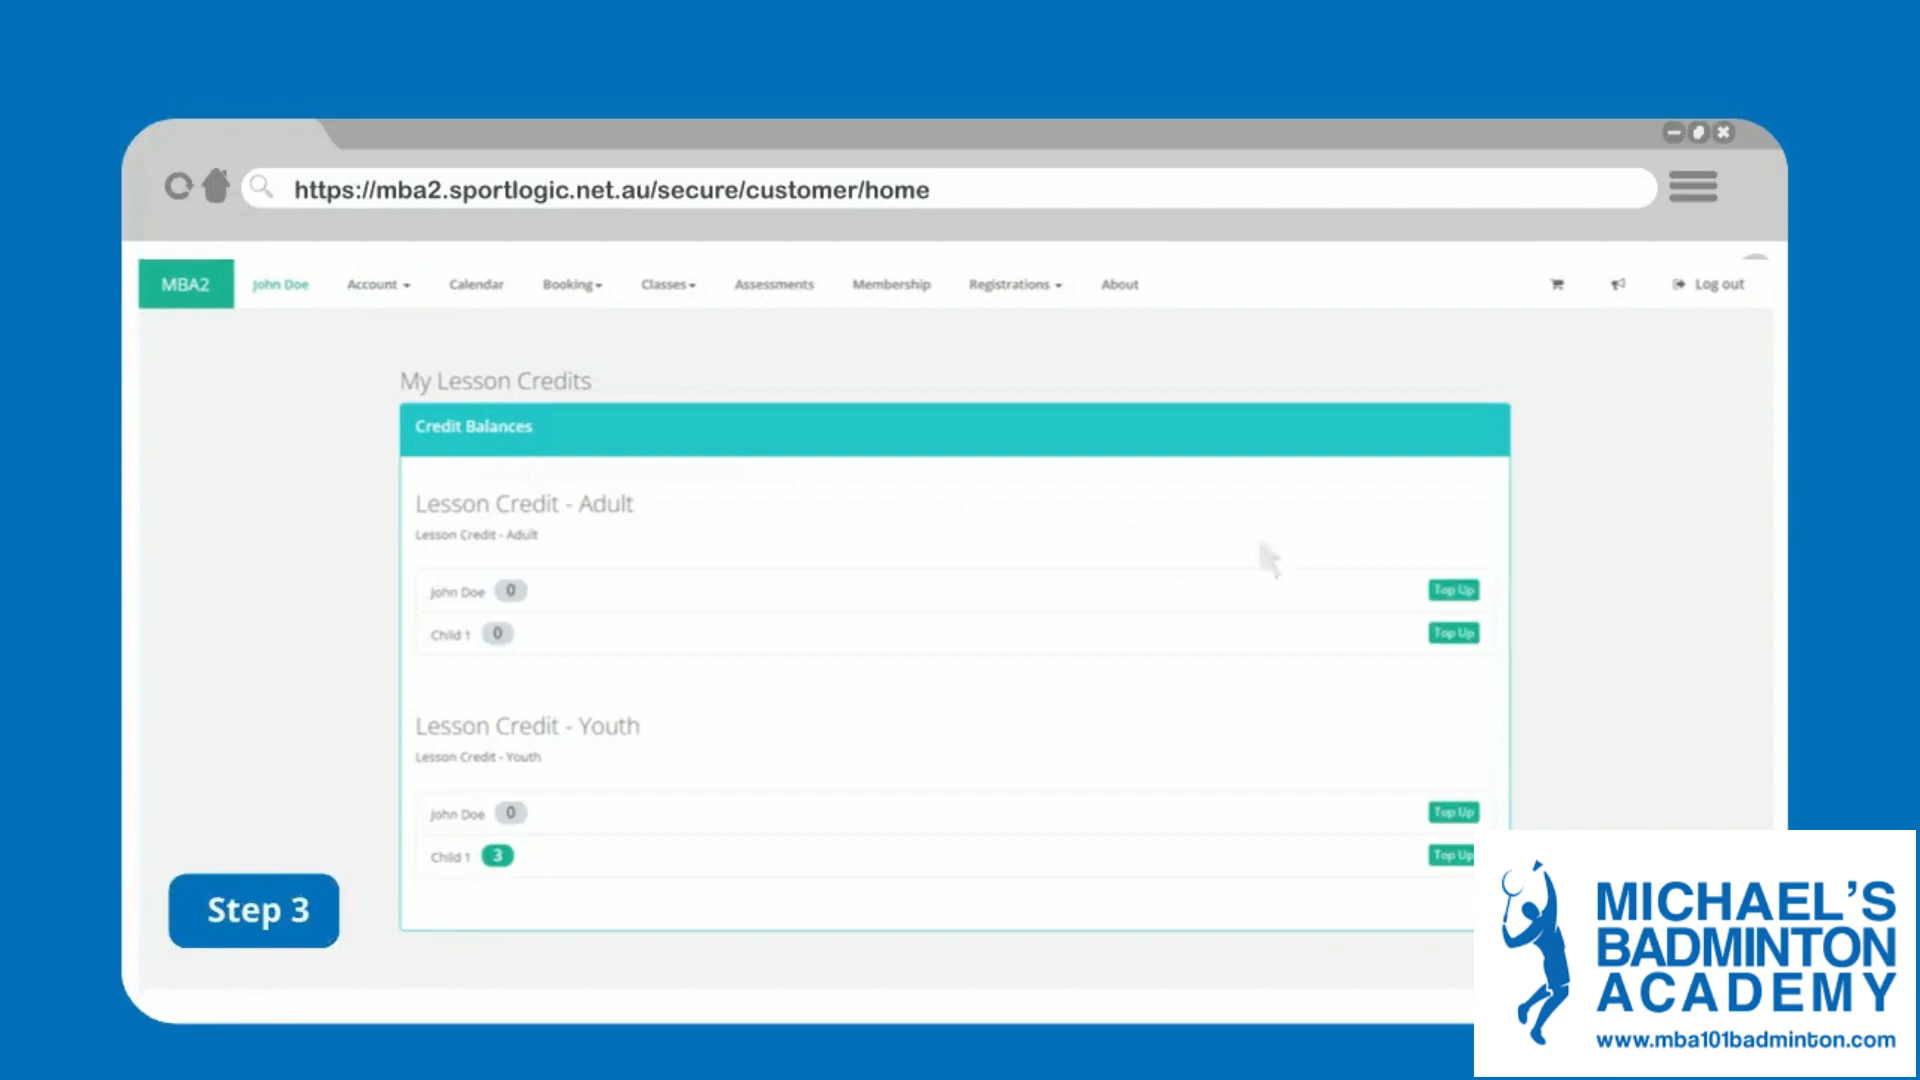 https://mba2.sportlogic.net.au/secure/customer/home
MBA2 John Doe Account Calendar Booking Classes Assessments Membership Registrations About Log out
My Lesson Credits
Credit Balances
Lesson Credit - Adult
Lesson Credit - Adult
John Doe 0 Top Up
Child 1 0 Top Up
Lesson Credit - Youth
Lesson Credit - Youth
John Doe 0 Top Up
Child 1 3 Top Up
Step 3
MICHAEL'S
BADMINTON
ACADEMY
www.mba101badminton.com